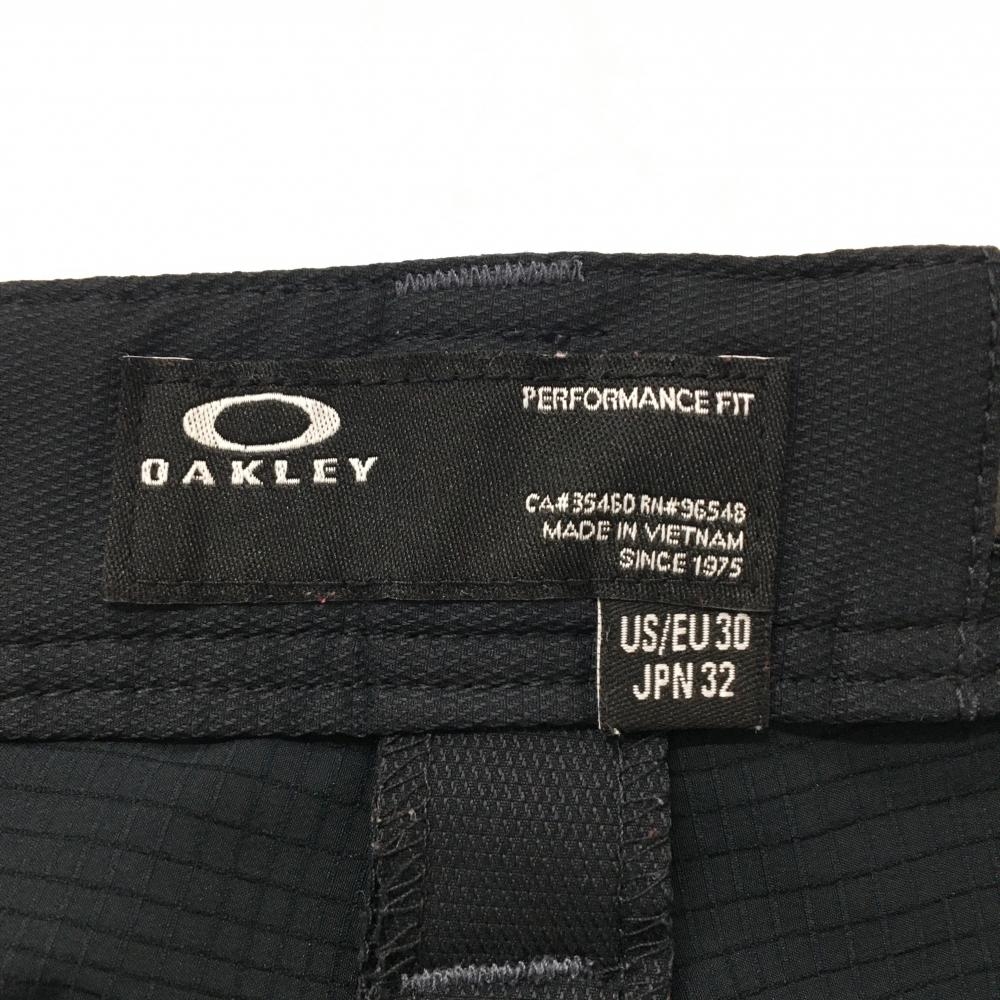 OAKLEY
PERFORMANCE FIT
CA#35460 RN#96548
MADE IN VIETNAM
SINCE 1975
US/EU 30
JPN 32